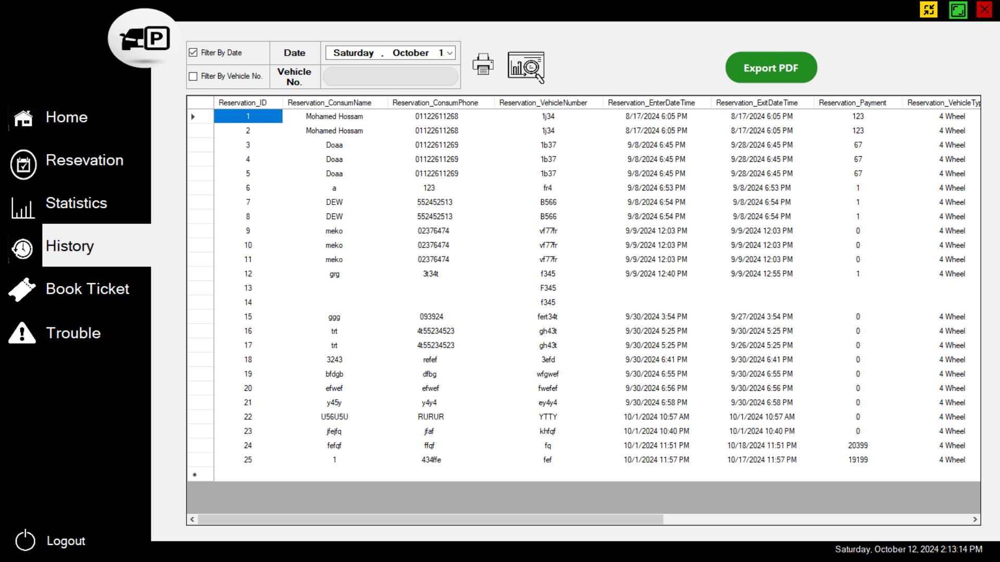 P
Filter By Date Date Saturday , October 1
Filter By Vehicle No. Vehicle No.
Export PDF
Home
Resevation
Statistics
History
Book Ticket
Trouble
Logout
Reservation_ID Reservation_ConsumName Reservation_ConsumPhone Reservation_VehicleNumber Reservation_EnterDateTime Reservation_ExitDateTime Reservation_Payment Reservation_VehicleTyp
1 Mohamed Hossam 01122611268 1j34 8/17/2024 6:05 PM 8/17/2024 6:05 PM 123 4 Wheel
2 Mohamed Hossam 01122611268 1j34 8/17/2024 6:05 PM 8/17/2024 6:05 PM 123 4 Wheel
3 Doaa 01122611269 1b37 9/8/2024 6:45 PM 9/28/2024 6:45 PM 67 4 Wheel
4 Doaa 01122611269 1b37 9/8/2024 6:45 PM 9/28/2024 6:45 PM 67 4 Wheel
5 Doaa 01122611269 1b37 9/8/2024 6:45 PM 9/28/2024 6:45 PM 67 4 Wheel
6 a 123 fr4 9/8/2024 6:53 PM 9/8/2024 6:53 PM 1 4 Wheel
7 DEW 552452513 B566 9/8/2024 6:54 PM 9/8/2024 6:54 PM 1 4 Wheel
8 DEW 552452513 B566 9/8/2024 6:54 PM 9/8/2024 6:54 PM 1 4 Wheel
9 meko 02376474 vf77fr 9/9/2024 12:03 PM 9/9/2024 12:03 PM 0 4 Wheel
10 meko 02376474 vf77fr 9/9/2024 12:03 PM 9/9/2024 12:03 PM 0 4 Wheel
11 meko 02376474 vf77fr 9/9/2024 12:03 PM 9/9/2024 12:03 PM 0 4 Wheel
12 grg 3t34t f345 9/9/2024 12:40 PM 9/9/2024 12:55 PM 1 4 Wheel
13 F345
14 f345
15 ggg 093924 fert34t 9/30/2024 3:54 PM 9/27/2024 3:54 PM 0 4 Wheel
16 trt 4t55234523 gh43t 9/30/2024 5:25 PM 9/30/2024 5:25 PM 0 4 Wheel
17 trt 4t55234523 gh43t 9/30/2024 5:25 PM 9/26/2024 5:25 PM 0 4 Wheel
18 3243 refef 3efd 9/30/2024 6:41 PM 9/30/2024 6:41 PM 0 4 Wheel
19 bfdgb dfbg wfgwef 9/30/2024 6:55 PM 9/30/2024 6:55 PM 0 4 Wheel
20 efwef efwef fwefef 9/30/2024 6:56 PM 9/30/2024 6:56 PM 0 4 Wheel
21 y45y y4y4 ey4y4 9/30/2024 6:58 PM 9/30/2024 6:58 PM 0 4 Wheel
22 U56U5U RURUR YTTY 10/1/2024 10:57 AM 10/1/2024 10:57 AM 0 4 Wheel
23 jfejfq jfaf khfqf 10/1/2024 10:40 PM 10/1/2024 10:40 PM 0 4 Wheel
24 fefqf ffqf fq 10/1/2024 11:51 PM 10/18/2024 11:51 PM 20399 4 Wheel
25 1 434ffe fef 10/1/2024 11:57 PM 10/17/2024 11:57 PM 19199 4 Wheel
Saturday, October 12, 2024 2:13:14 PM